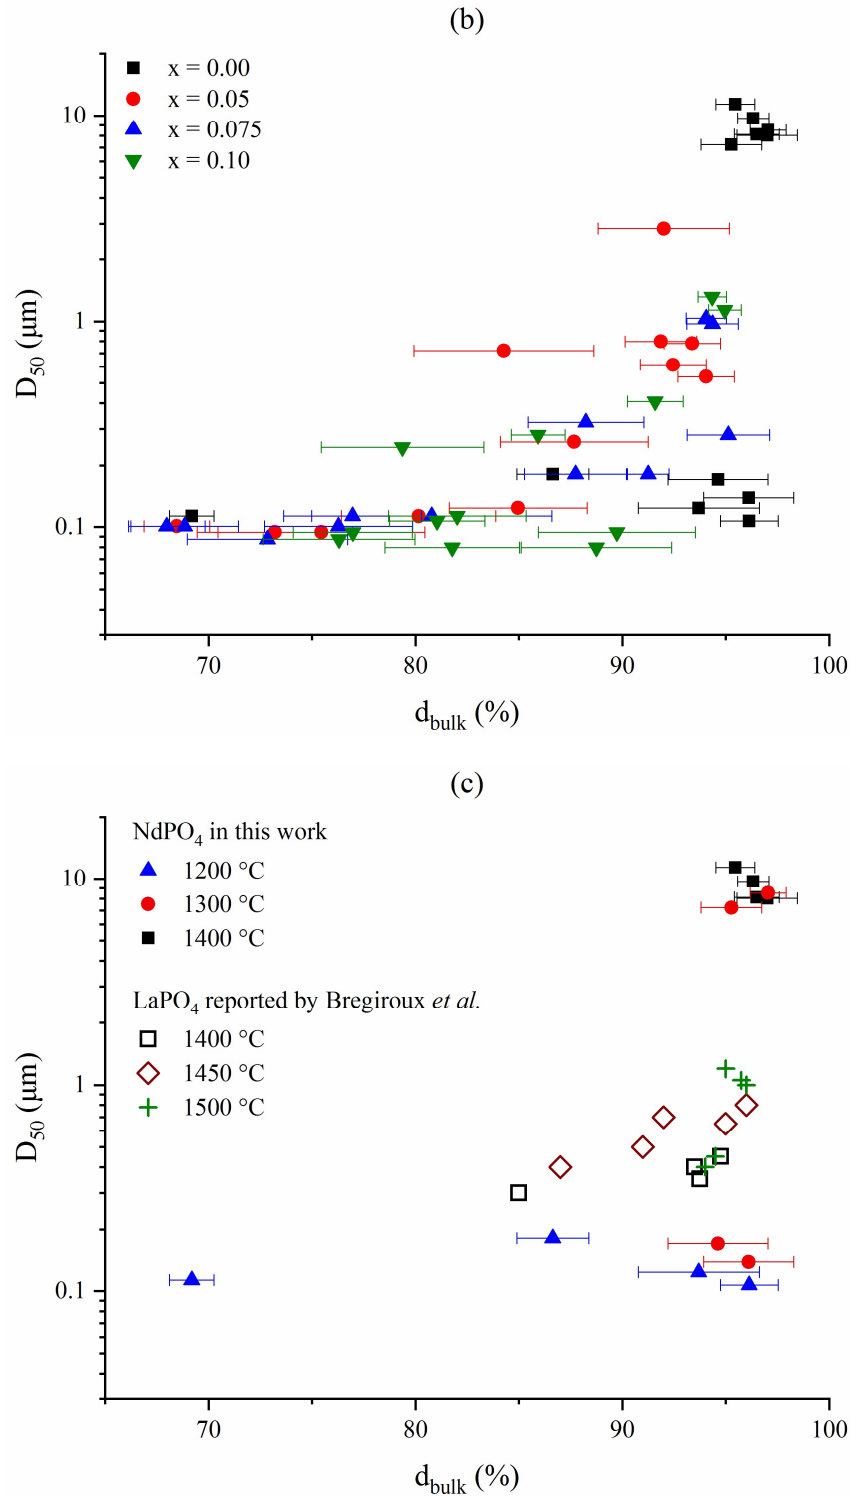 (b)
x = 0.00
x = 0.05
x = 0.075
x = 0.10
10
1
0.1
D₅₀ (μm)
70 80 90 100
d_bulk (%)
(c)
NdPO₄ in this work
1200 °C
1300 °C
1400 °C
LaPO₄ reported by Bregiroux et al.
1400 °C
1450 °C
1500 °C
10
1
0.1
D₅₀ (μm)
70 80 90 100
d_bulk (%)